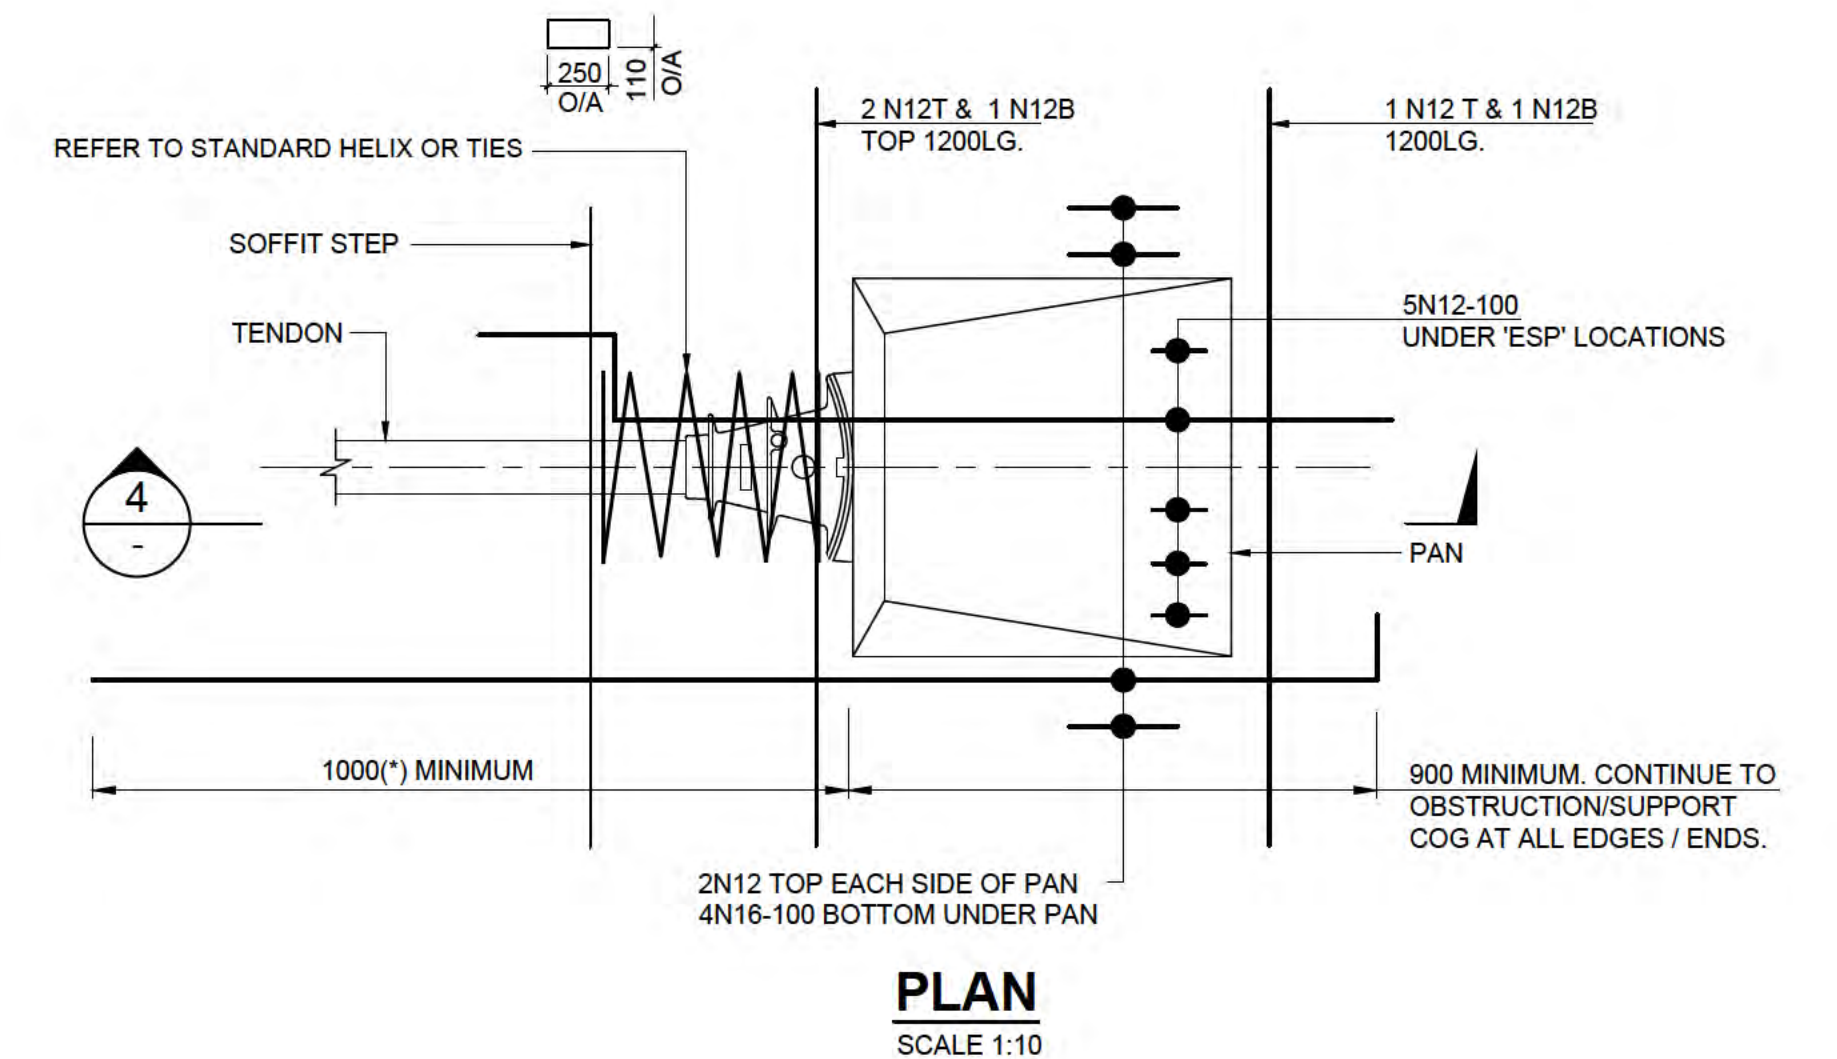 250
O/A
110
O/A
2 N12T & 1 N12B
TOP 1200LG.
1 N12 T & 1 N12B
1200LG.
REFER TO STANDARD HELIX OR TIES
SOFFIT STEP
TENDON
5N12-100
UNDER 'ESP' LOCATIONS
4
-
PAN
1000(*) MINIMUM
900 MINIMUM. CONTINUE TO
OBSTRUCTION/SUPPORT
COG AT ALL EDGES / ENDS.
2N12 TOP EACH SIDE OF PAN
4N16-100 BOTTOM UNDER PAN
PLAN
SCALE 1:10